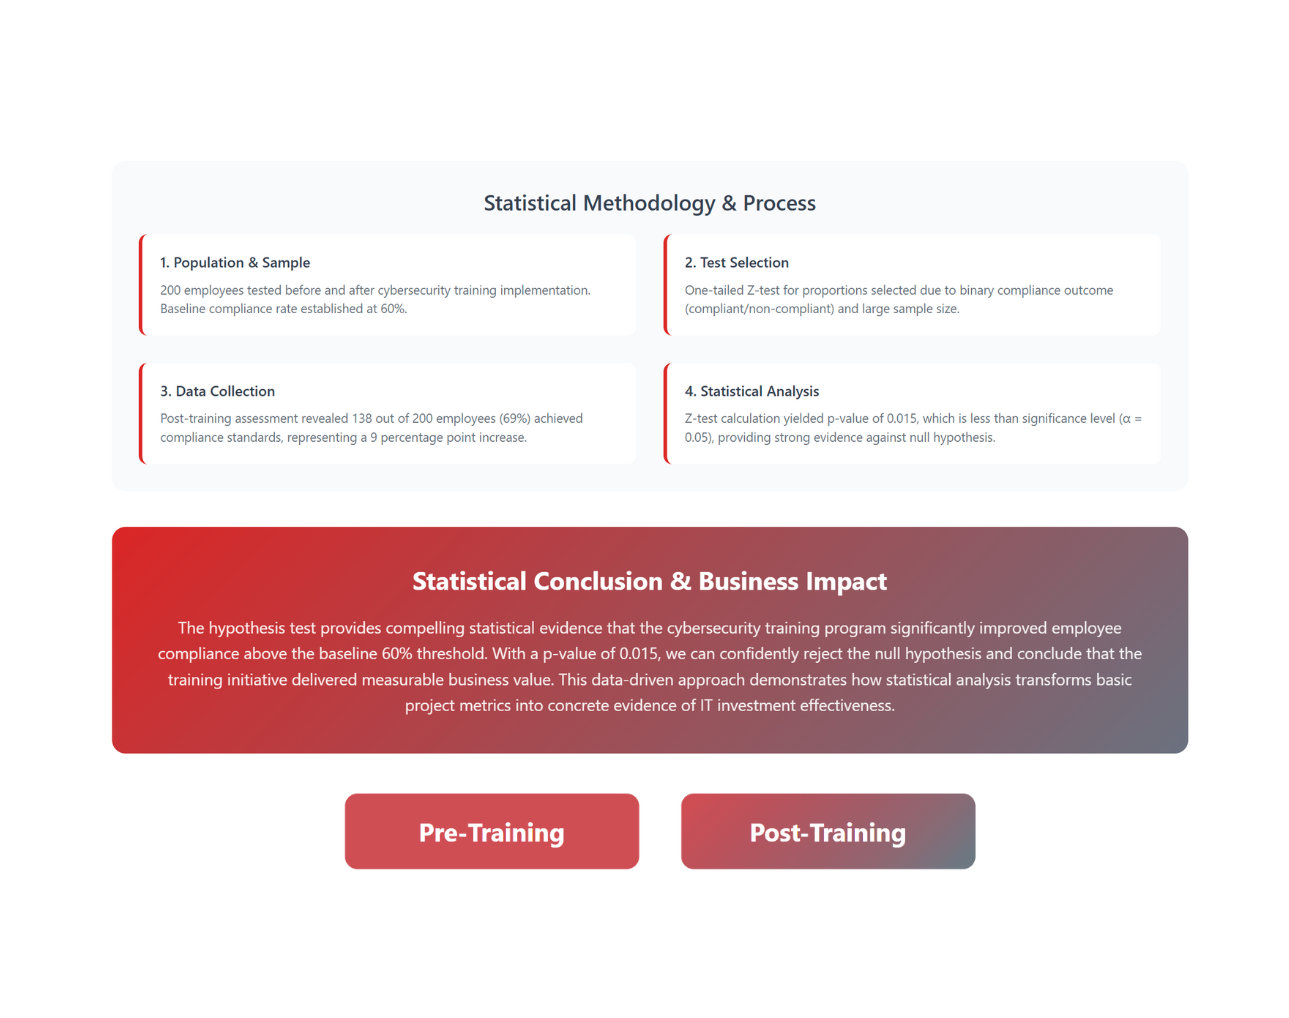 Statistical Methodology & Process
1. Population & Sample
200 employees tested before and after cybersecurity training implementation.
Baseline compliance rate established at 60%.
2. Test Selection
One-tailed Z-test for proportions selected due to binary compliance outcome
(compliant/non-compliant) and large sample size.
3. Data Collection
Post-training assessment revealed 138 out of 200 employees (69%) achieved
compliance standards, representing a 9 percentage point increase.
4. Statistical Analysis
Z-test calculation yielded p-value of 0.015, which is less than significance level (α =
0.05), providing strong evidence against null hypothesis.
Statistical Conclusion & Business Impact
The hypothesis test provides compelling statistical evidence that the cybersecurity training program significantly improved employee
compliance above the baseline 60% threshold. With a p-value of 0.015, we can confidently reject the null hypothesis and conclude that the
training initiative delivered measurable business value. This data-driven approach demonstrates how statistical analysis transforms basic
project metrics into concrete evidence of IT investment effectiveness.
Pre-Training
Post-Training